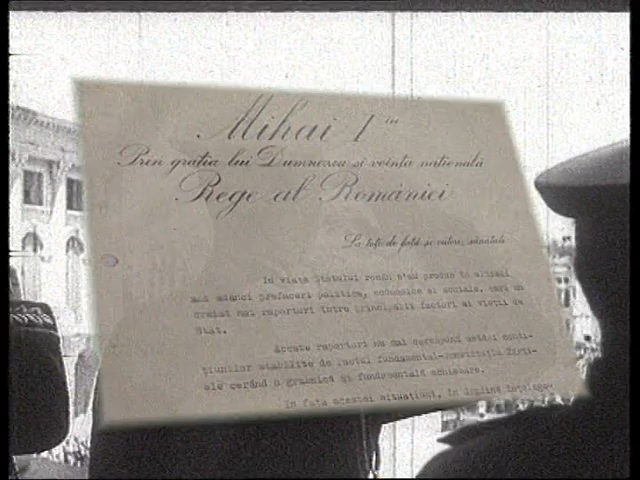 Mihai I
Prin grația lui Dumnezeu și voința națională
Rege al României
La toți de față și viitori, sănătate
In viața Statului român s'au produs în ultimii
ani adânci prefaceri politice, economice și sociale, cari au
creiat noi raporturi între principalii factori ai vieții de
Stat.
Aceste raporturi nu mai corespund astăzi condi-
țiunilor stabilite de Pactul fundamental-Constituția Țării-
ele cerând o grabnică și fundamentală schimbare.
In fața acestei situațiuni, în deplină înțelege-